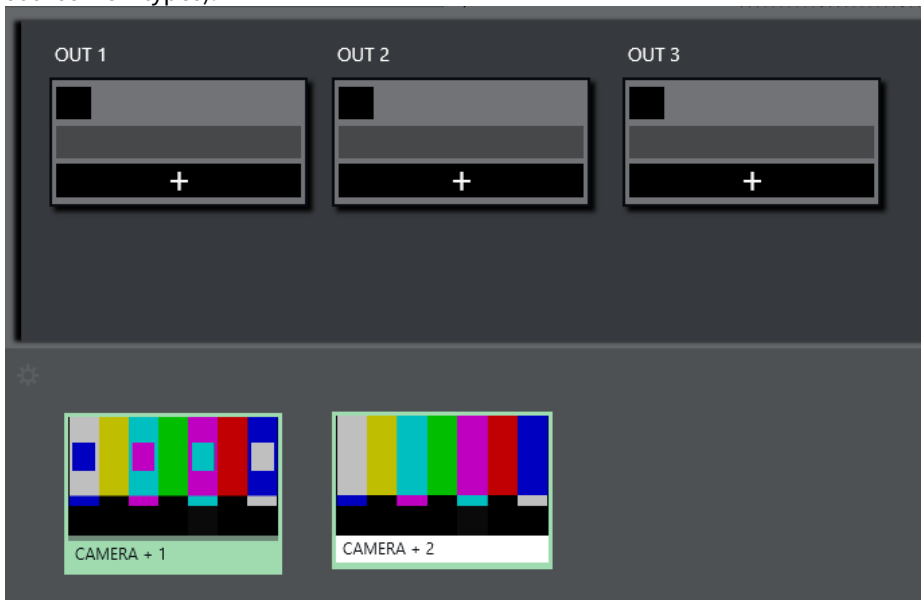 OUT 1 OUT 2 OUT 3
+ + +
CAMERA + 1 CAMERA + 2